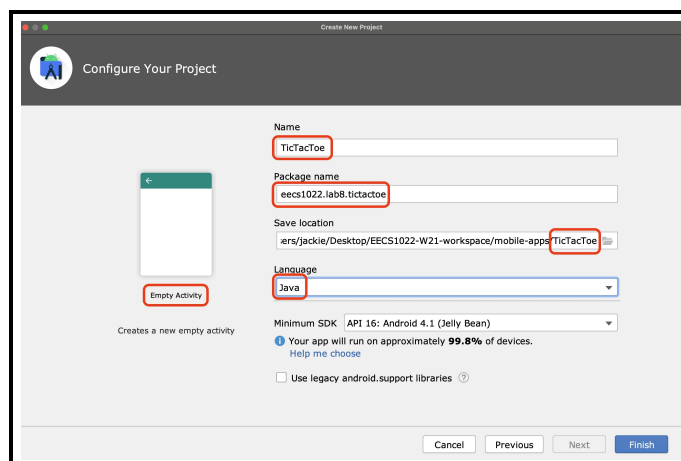 Create New Project
Configure Your Project
Name
TicTacToe
Package name
eecs1022.lab8.tictactoe
Save location
ers/jackie/Desktop/EECS1022-W21-workspace/mobile-apps/TicTacToe
Language
Java
Empty Activity
Creates a new empty activity
Minimum SDK API 16: Android 4.1 (Jelly Bean)
Your app will run on approximately 99.8% of devices.
Help me choose
Use legacy android.support libraries ?
Cancel Previous Next Finish